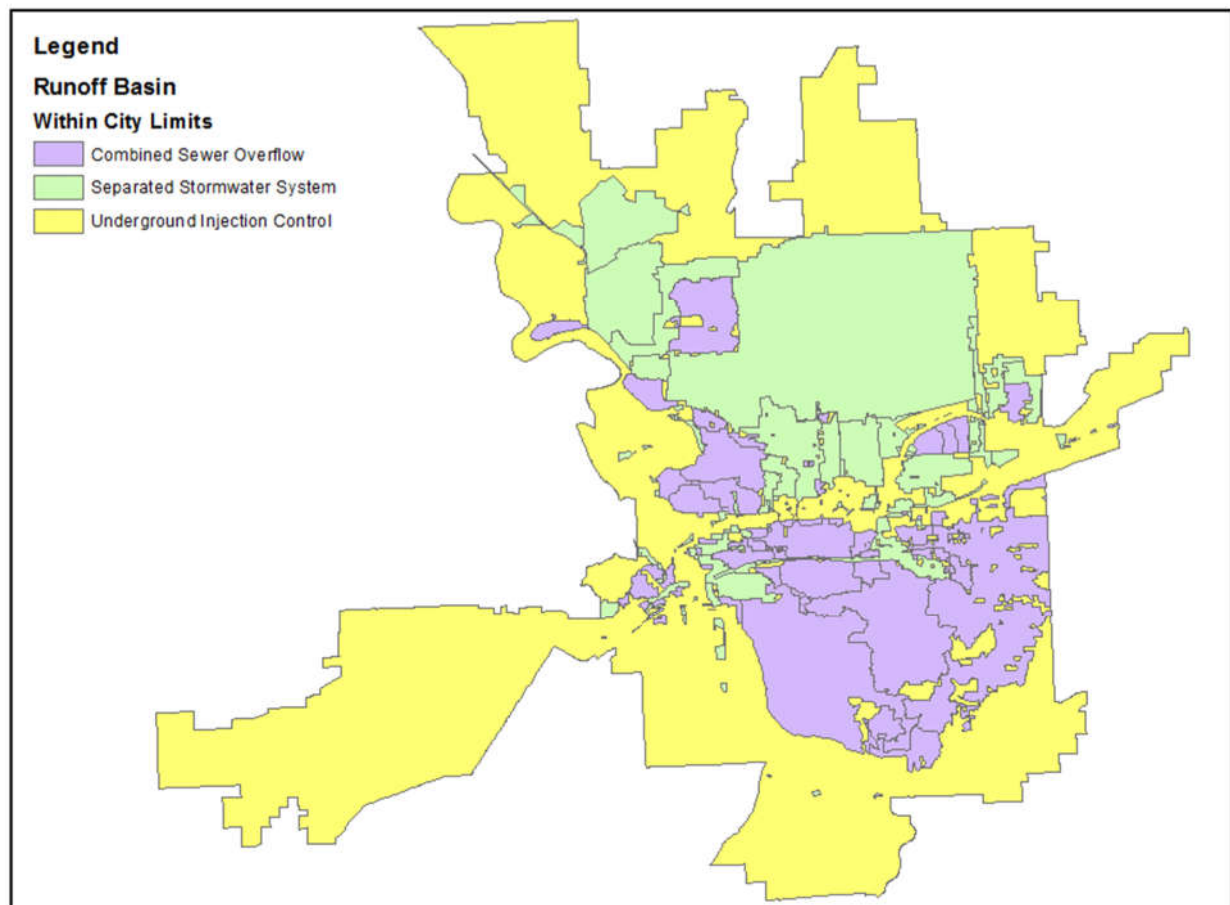 Legend
Runoff Basin
Within City Limits
Combined Sewer Overflow
Separated Stormwater System
Underground Injection Control